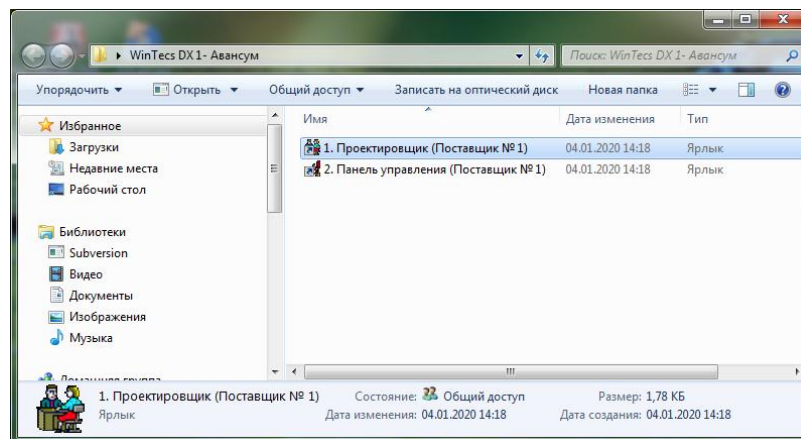 WinTecs DX 1- Авансум
Поиск: WinTecs DX 1- Авансум
Упорядочить Открыть Общий доступ Записать на оптический диск Новая папка
Избранное
Загрузки
Недавние места
Рабочий стол
Библиотеки
Subversion
Видео
Документы
Изображения
Музыка
Домашняя группа
Имя Дата изменения Тип
1. Проектировщик (Поставщик № 1) 04.01.2020 14:18 Ярлык
2. Панель управления (Поставщик № 1) 04.01.2020 14:18 Ярлык
1. Проектировщик (Поставщик № 1) Состояние: Общий доступ Размер: 1,78 КБ
Ярлык Дата изменения: 04.01.2020 14:18 Дата создания: 04.01.2020 14:18